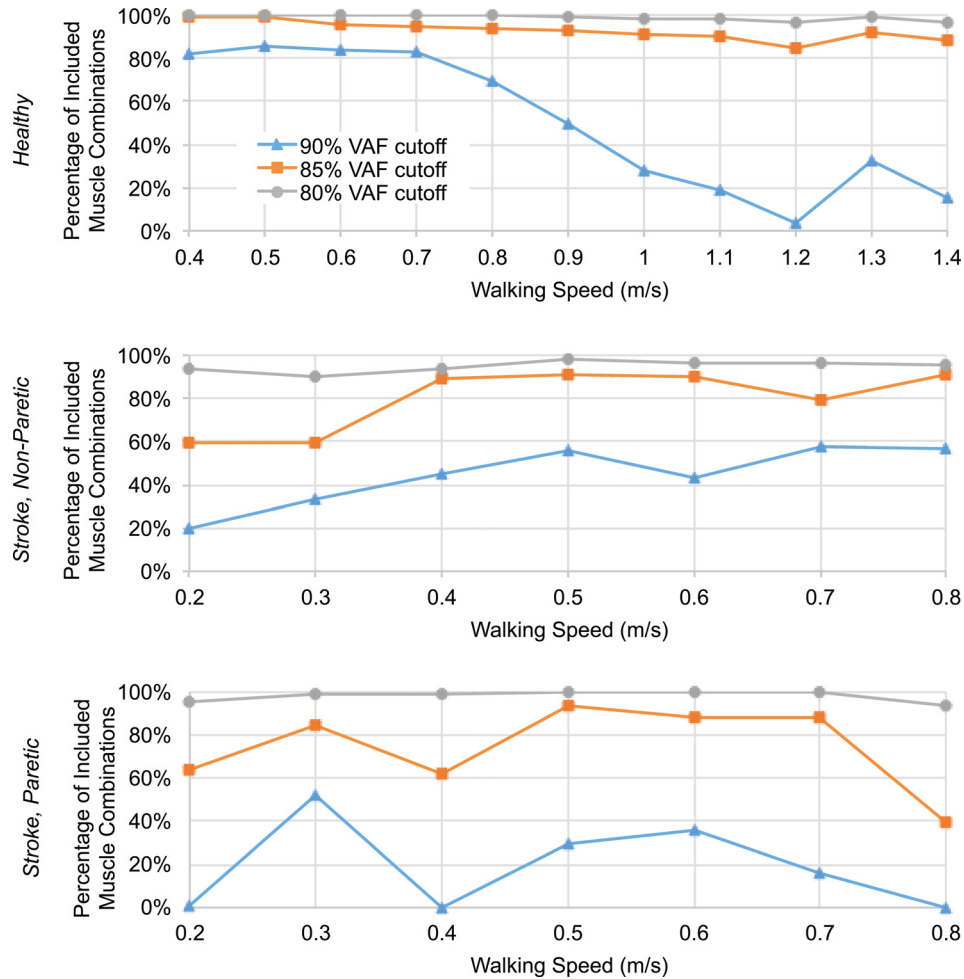 Healthy
Percentage of Included
Muscle Combinations
100%
80%
60%
40%
20%
0%
90% VAF cutoff
85% VAF cutoff
80% VAF cutoff
0.4 0.5 0.6 0.7 0.8 0.9 1 1.1 1.2 1.3 1.4
Walking Speed (m/s)
Stroke, Non-Paretic
Percentage of Included
Muscle Combinations
100%
80%
60%
40%
20%
0%
0.2 0.3 0.4 0.5 0.6 0.7 0.8
Walking Speed (m/s)
Stroke, Paretic
Percentage of Included
Muscle Combinations
100%
80%
60%
40%
20%
0%
0.2 0.3 0.4 0.5 0.6 0.7 0.8
Walking Speed (m/s)